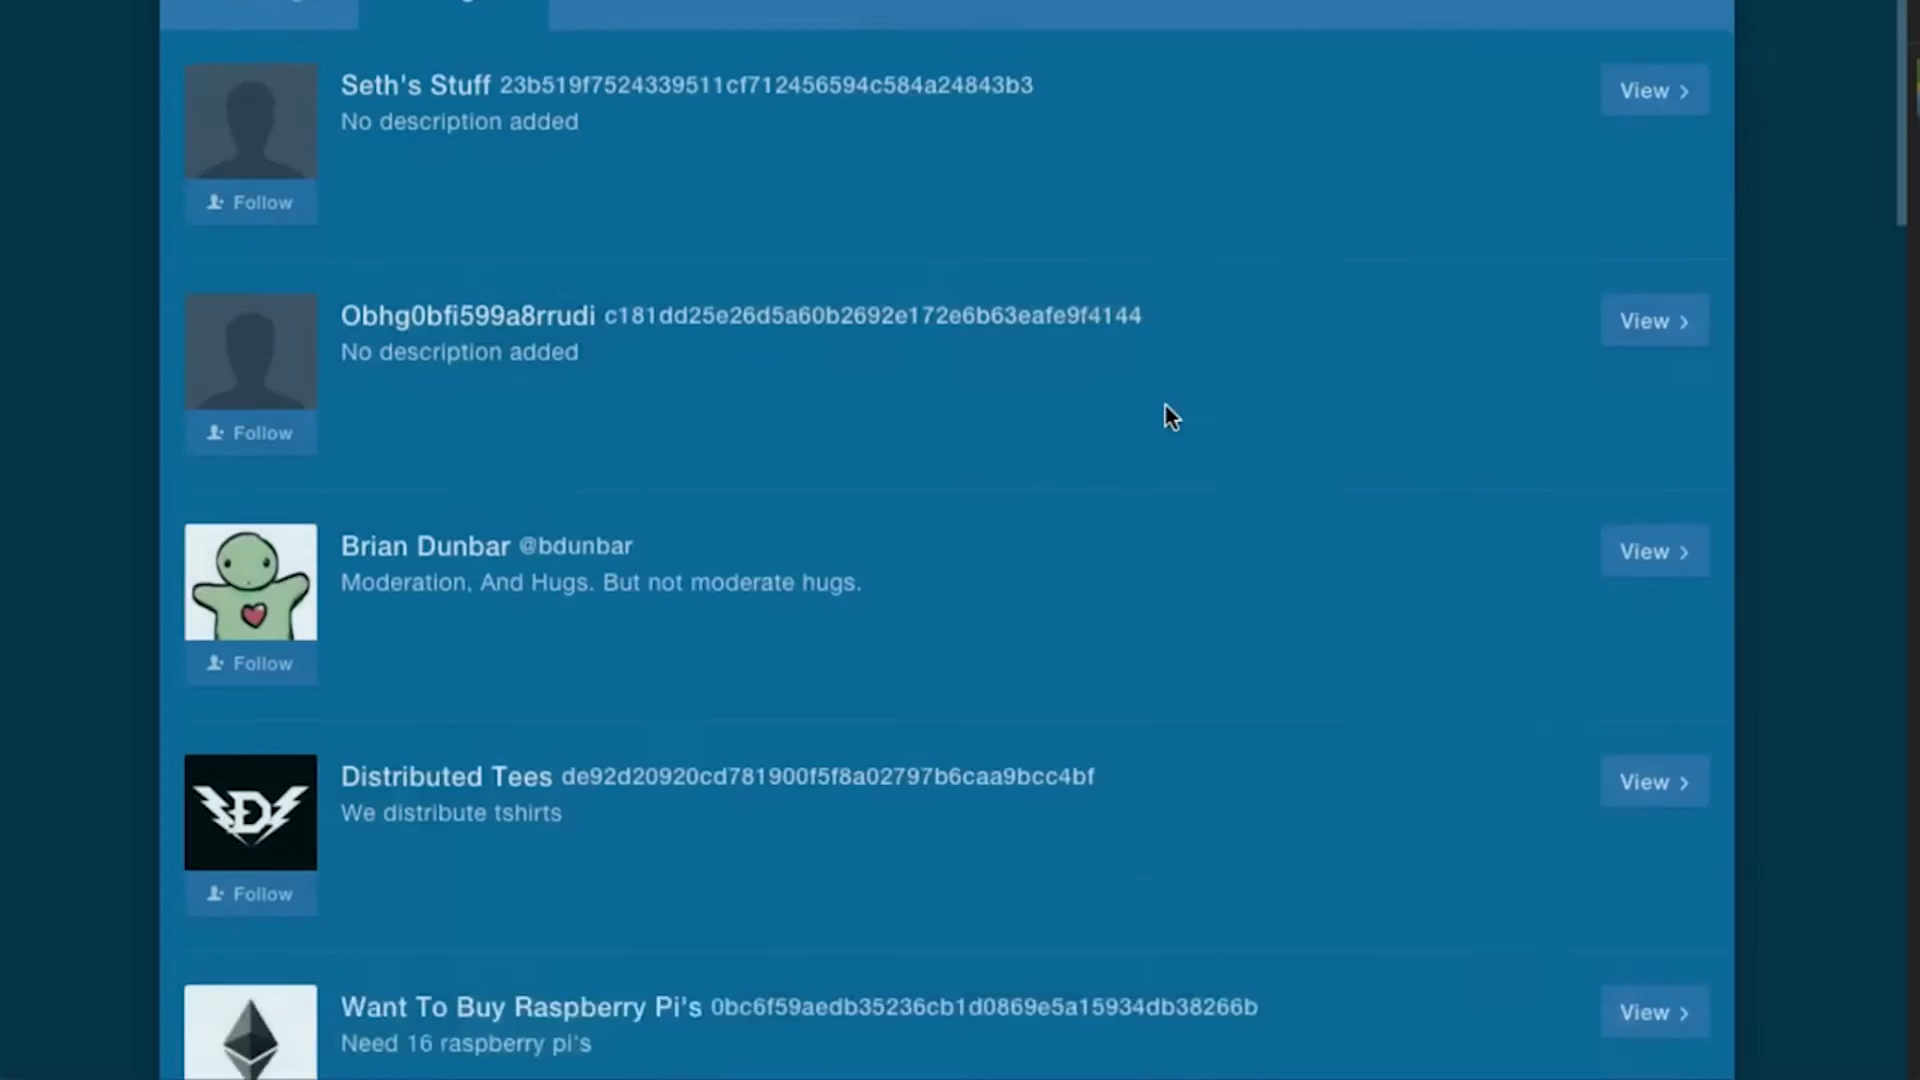 Seth's Stuff 23b519f7524339511cf712456594c584a24843b3
View >
No description added
Follow
Obhg0bfi599a8rrudi c181dd25e26d5a60b2692e172e6b63eafe9f4144
View >
No description added
Follow
Brian Dunbar @bdunbar
View >
Moderation, And Hugs. But not moderate hugs.
Follow
Distributed Tees de92d20920cd781900f5f8a02797b6caa9bcc4bf
View >
We distribute tshirts
Follow
Want To Buy Raspberry Pi's 0bc6f59aedb35236cb1d0869e5a15934db38266b
View >
Need 16 raspberry pi's